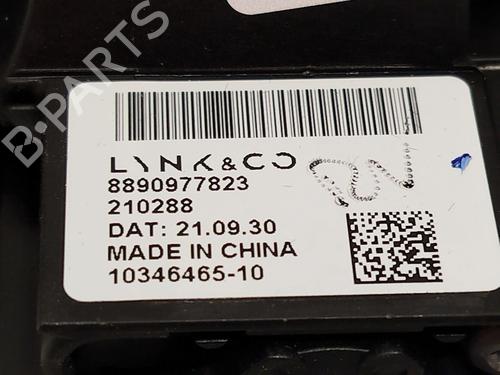 LYNK&CO
8890977823
210288
DAT: 21.09.30
MADE IN CHINA
10346465-10
B-PARTS